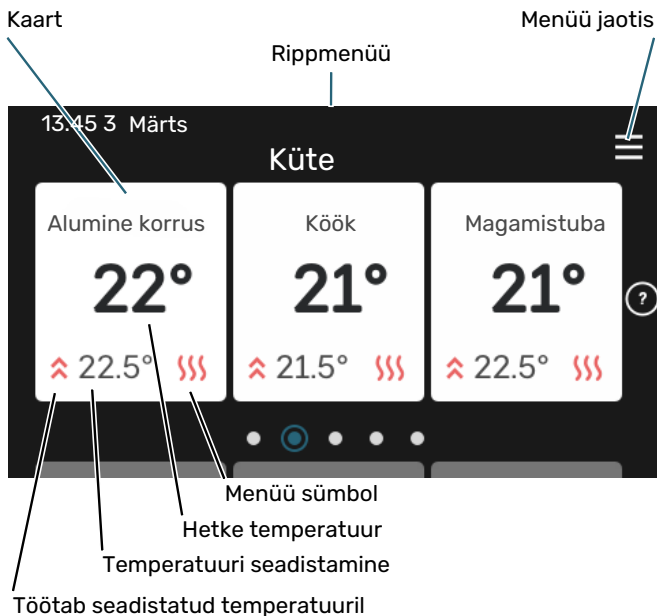 Kaart
Menüü jaotis
Rippmenüü
13.45 3 Märts
Küte
Alumine korrus
Köök
Magamistuba
22°
21°
21°
?
22.5°
21.5°
22.5°
Menüü sümbol
Hetke temperatuur
Temperatuuri seadistamine
Töötab seadistatud temperatuuril